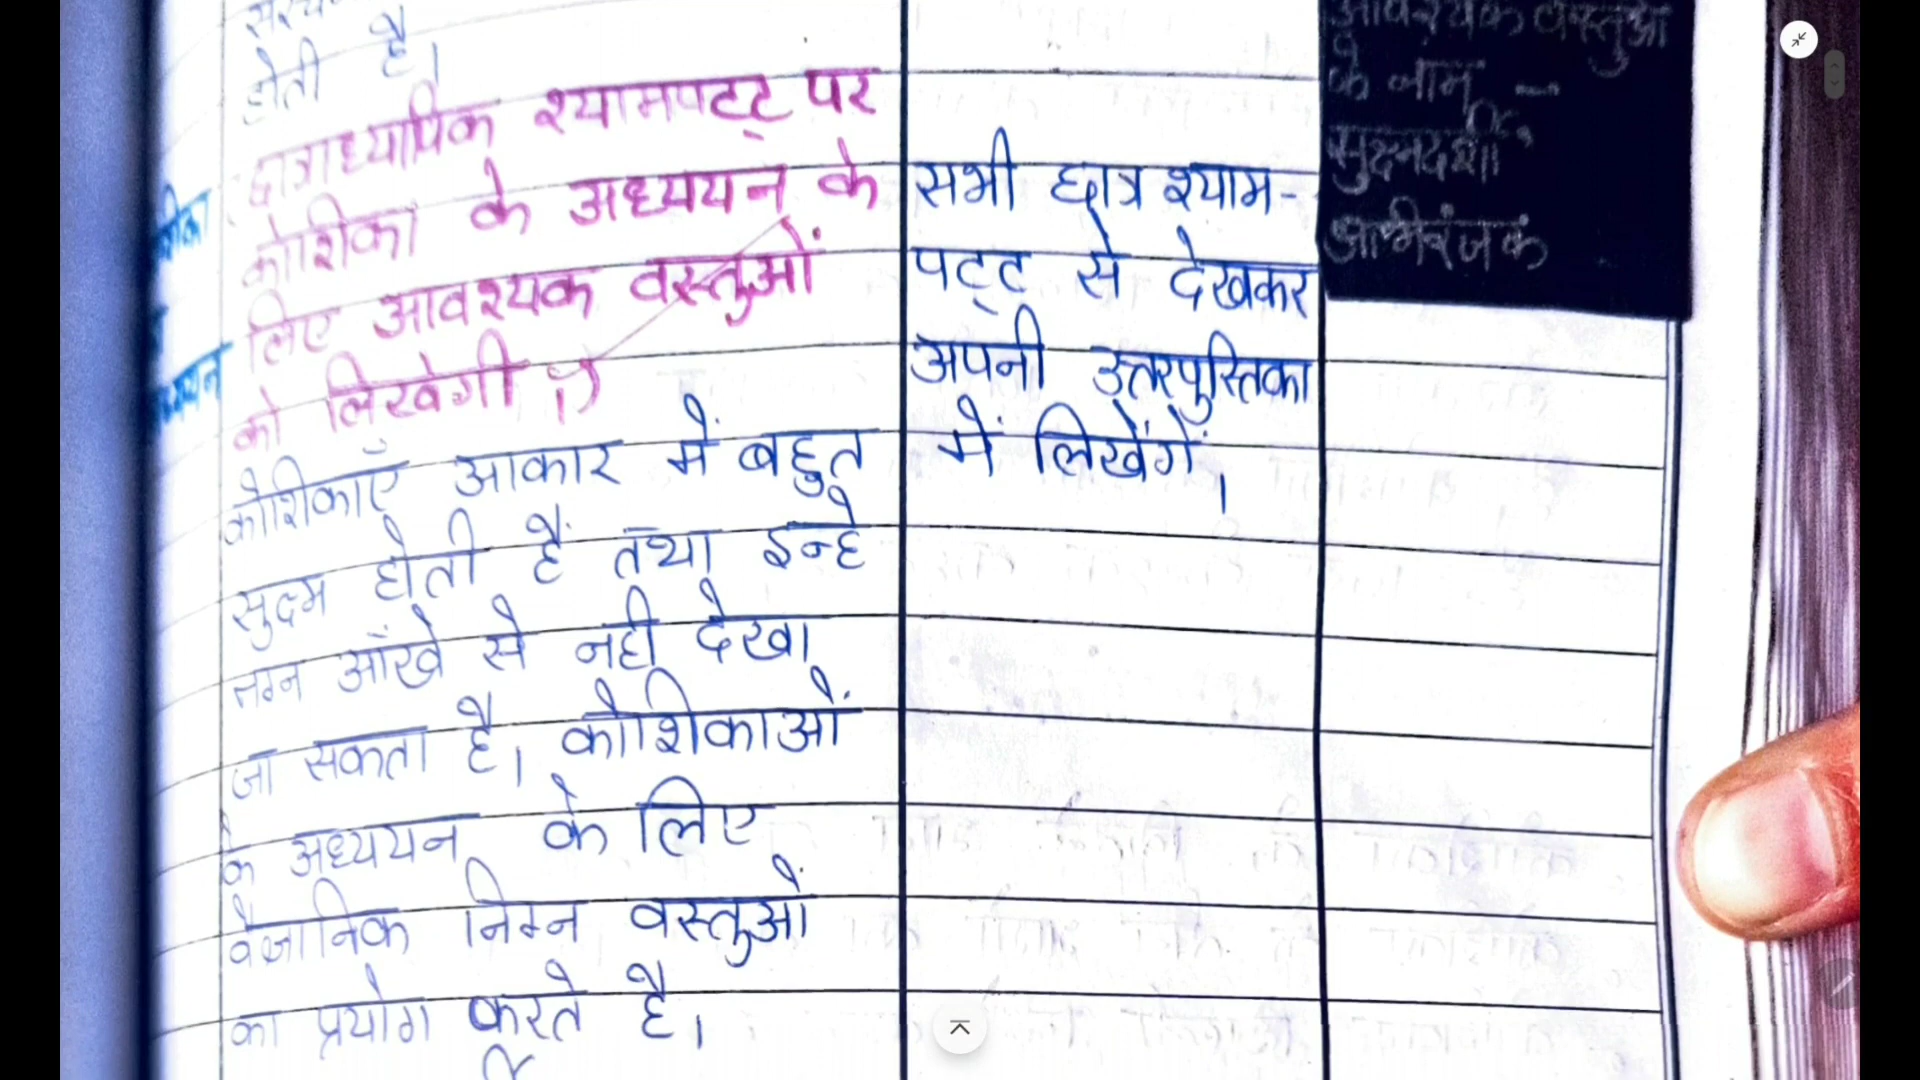 होती है।
छात्राध्यापिक श्यामपट्ट पर
कोशिका के अध्ययन के
लिए आवश्यक वस्तुओं
को लिखेगी।
कोशिकाएँ आकार में बहुत
सुक्ष्म होती है तथा इन्हे
नग्न आँखे से नही देखा
जा सकता है। कोशिकाओं
के अध्ययन के लिए
वैज्ञानिक निम्न वस्तुओं
का प्रयोग करते है।
सभी छात्र श्याम-
पट्ट से देखकर
अपनी उत्तरपुस्तिका
में लिखेंगें।
आवश्यक वस्तुओ
के नाम –
सुक्ष्मदर्शी
अभिरंजक